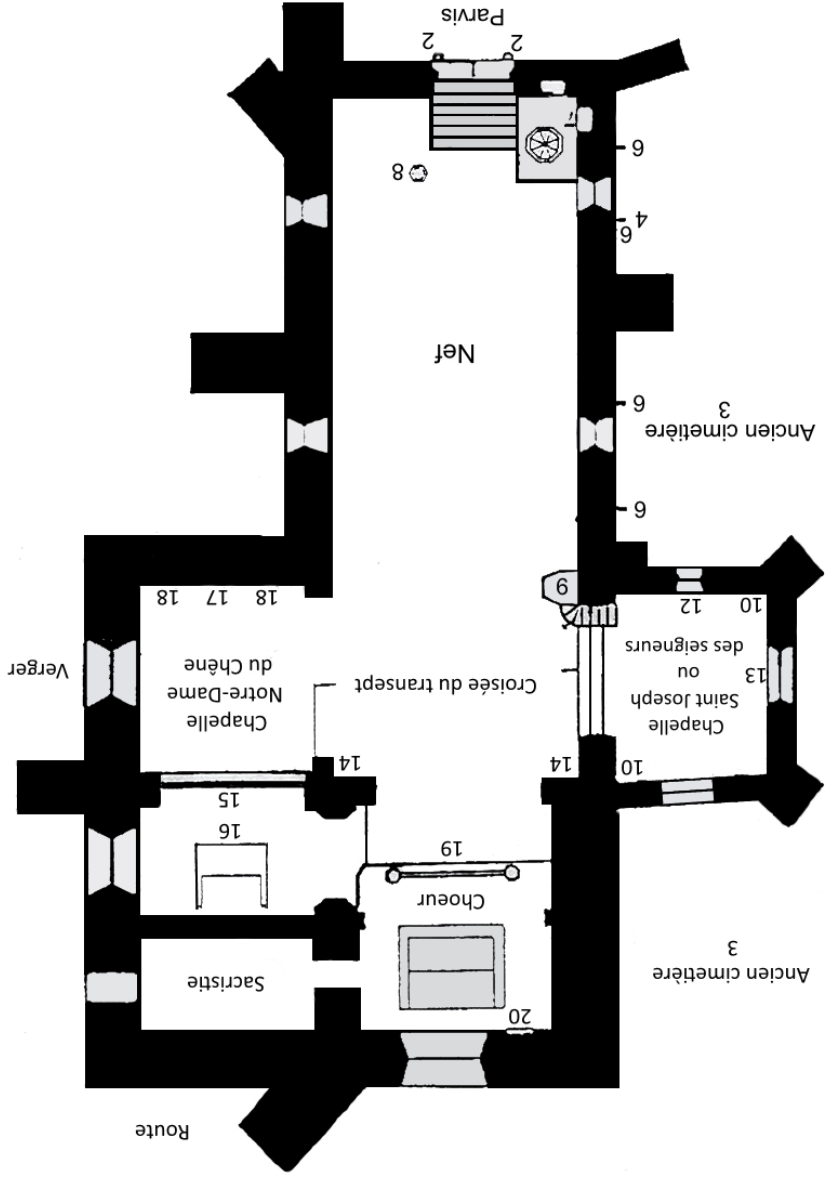 Route
20
Sacristie
Ancien cimetière
3
Choeur
19
16
15
14
14
10
Chapelle
Saint Joseph
ou
des seigneurs
13
10
12
Croisée du transept
Chapelle
Notre-Dame
du Chêne
Verger
18
17
18
9
6
Ancien cimetière
3
6
Nef
6
4
8
6
2
2
Parvis